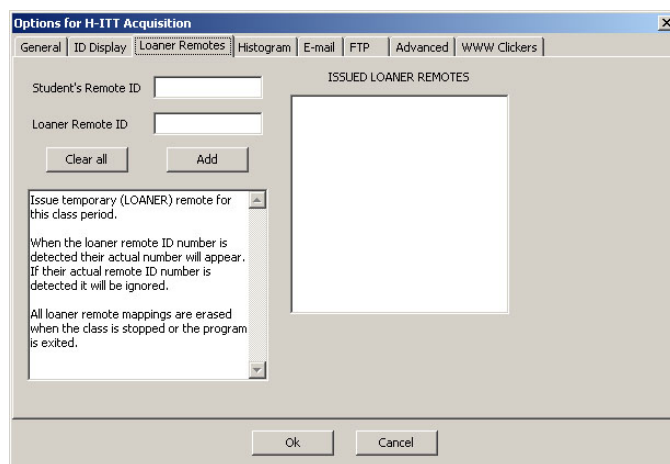 Options for H-ITT Acquisition
General ID Display Loaner Remotes Histogram E-mail FTP Advanced WWW Clickers
Student's Remote ID
Loaner Remote ID
Clear all Add
Issue temporary (LOANER) remote for
this class period.
When the loaner remote ID number is
detected their actual number will appear.
If their actual remote ID number is
detected it will be ignored.
All loaner remote mappings are erased
when the class is stopped or the program
is exited.
ISSUED LOANER REMOTES
Ok Cancel